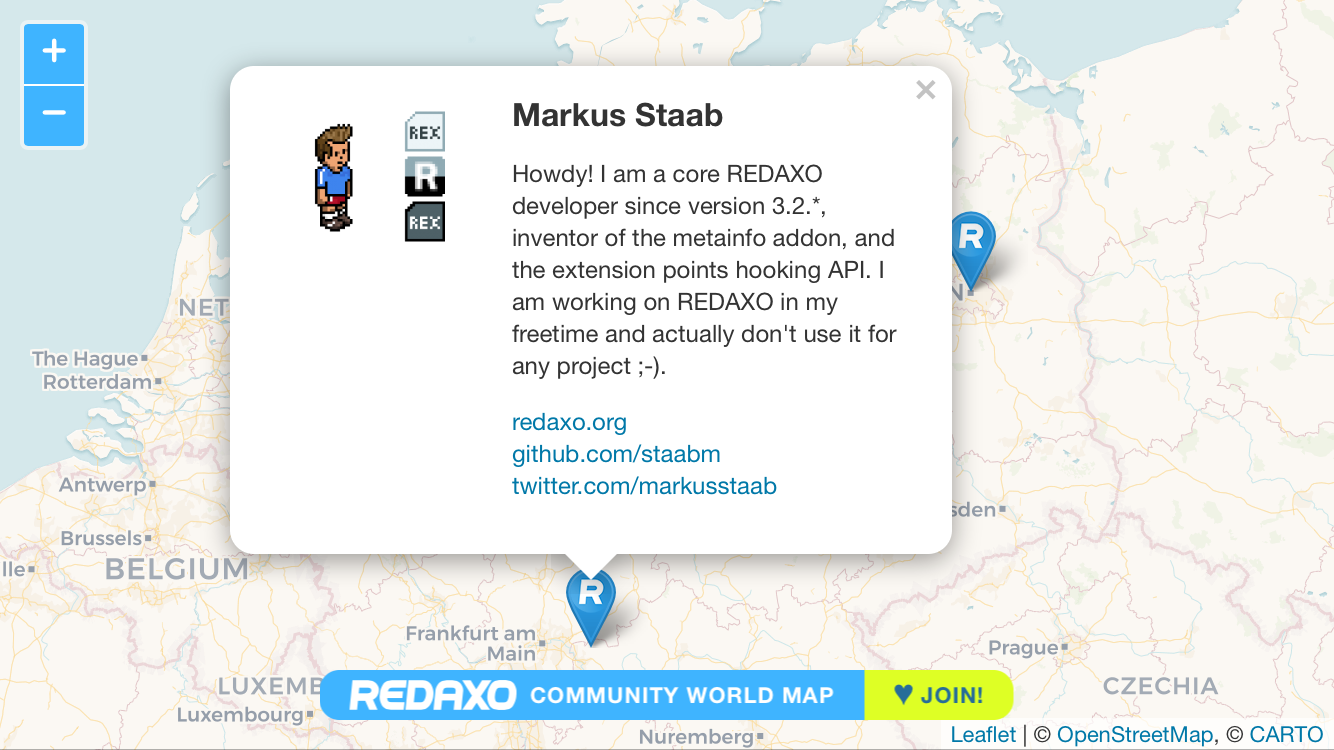 +
−
×
REX
R
REX
Markus Staab
Howdy! I am a core REDAXO
developer since version 3.2.*,
inventor of the metainfo addon, and
the extension points hooking API. I
am working on REDAXO in my
freetime and actually don't use it for
any project ;-).
redaxo.org
github.com/staabm
twitter.com/markusstaab
R
N
NET
The Hague
Rotterdam
Antwerp
sden
Brussels
lle
BELGIUM
R
Frankfurt am
Main
Prague
LUXEMB
CZECHIA
Luxembourg
REDAXO COMMUNITY WORLD MAP
♥ JOIN!
Nuremberg
Leaflet | © OpenStreetMap, © CARTO